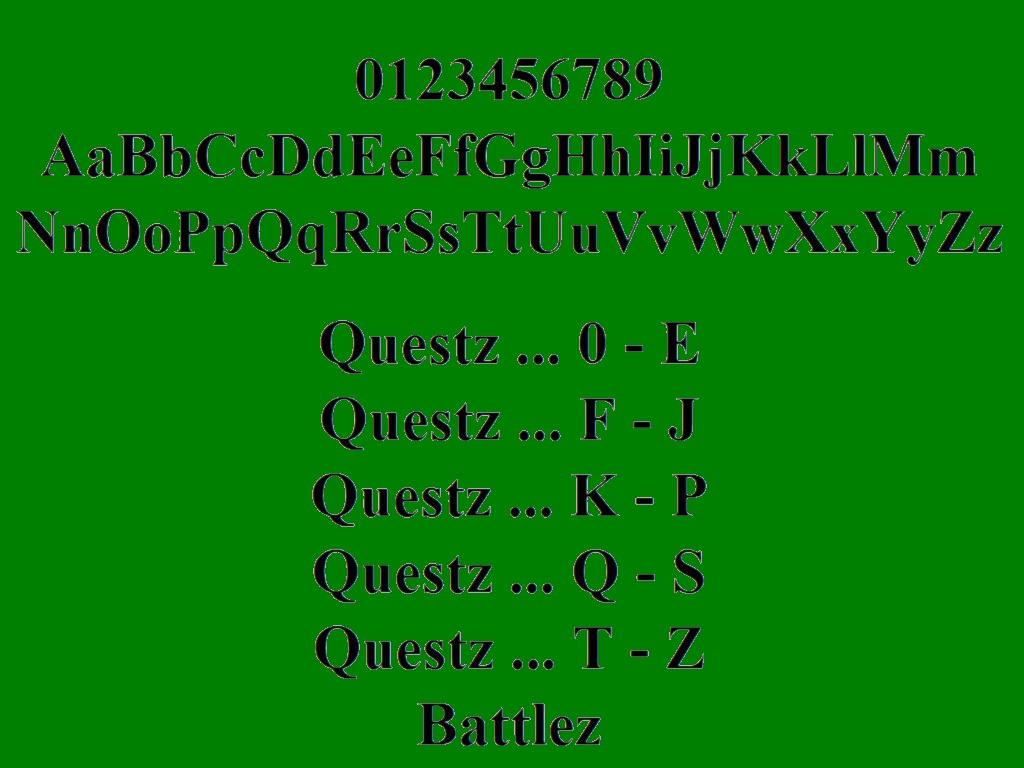 0123456789
AaBbCcDdEeFfGgHhIiJjKkLlMm
NnOoPpQqRrSsTtUuVvWwXxYyZz
Questz ... 0 - E
Questz ... F - J
Questz ... K - P
Questz ... Q - S
Questz ... T - Z
Battlez